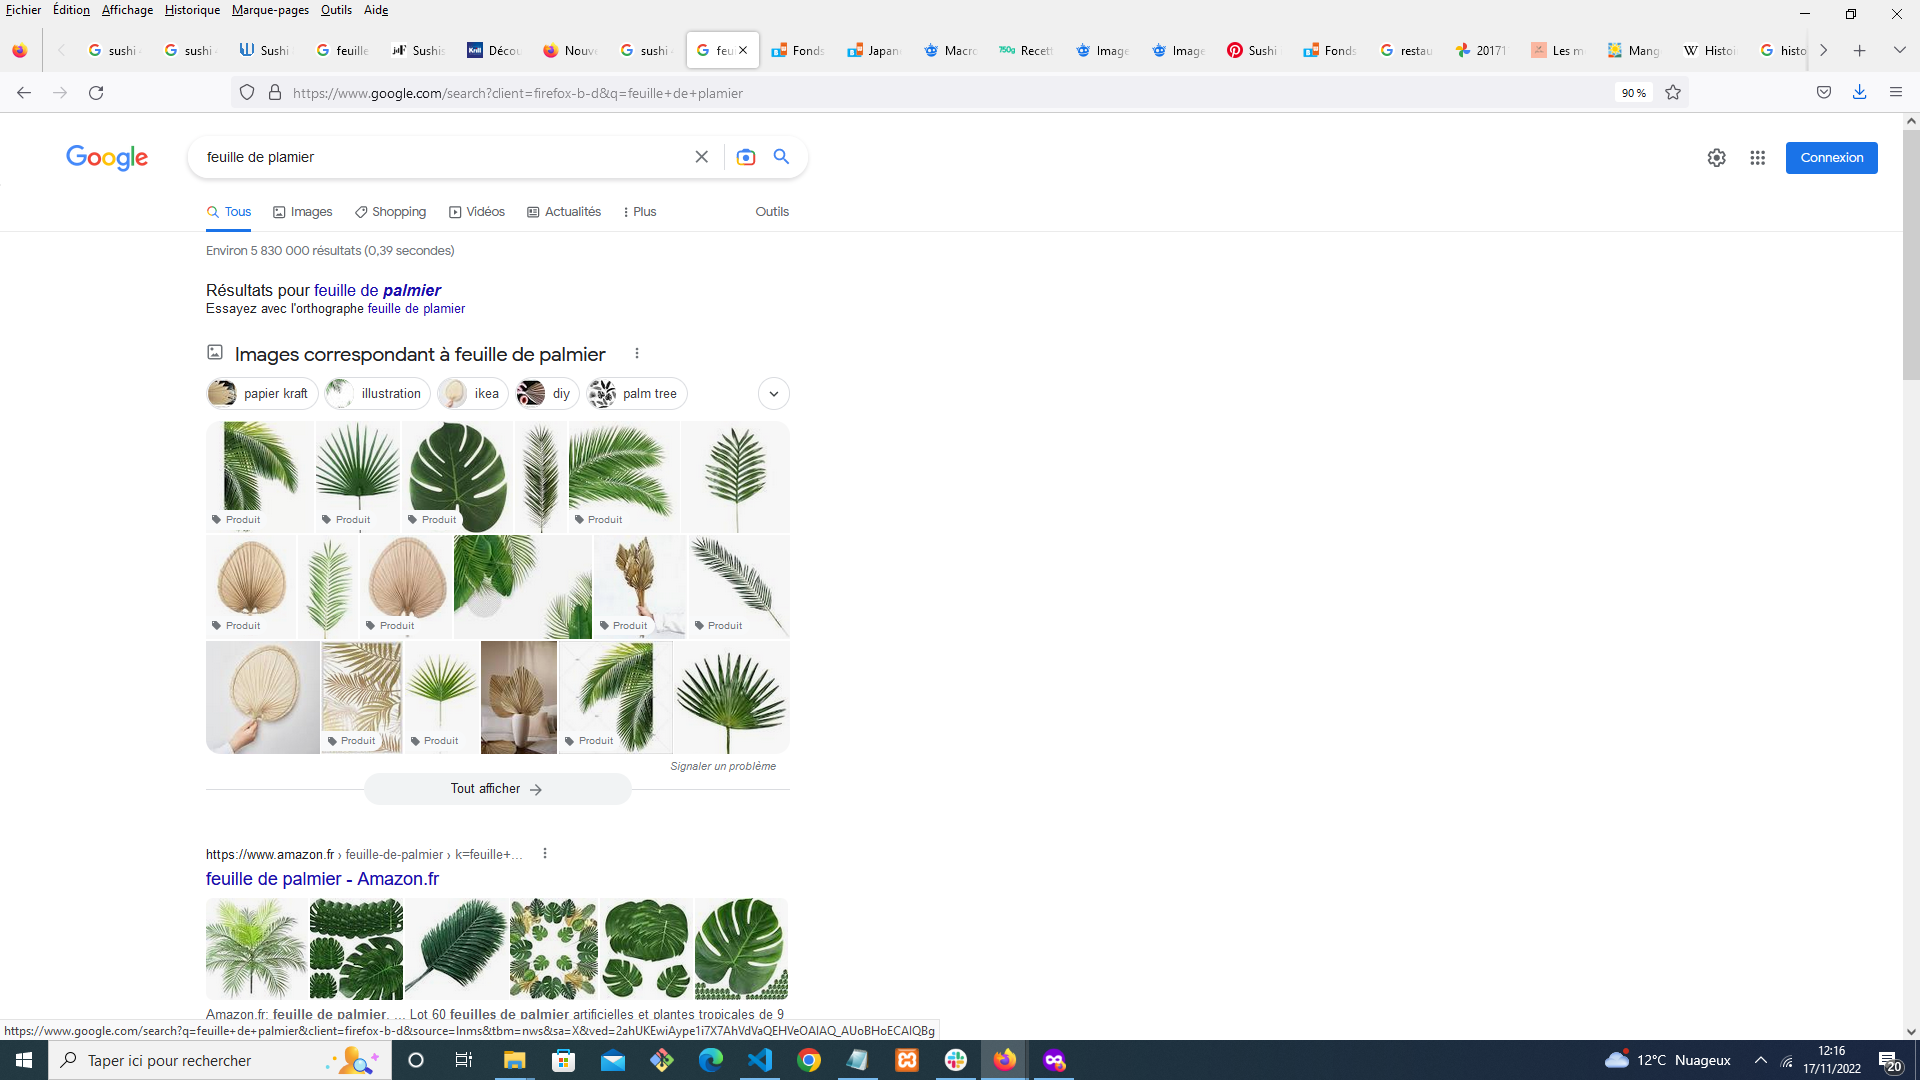 Fichier Édition Affichage Historique Marque-pages Outils Aide
sushi sushi Sushi feuille Sushis Décou Nouve sushi feu Fonds Japan Macro Recett Image Image Sushi Fonds restau 20171 Les m Mang Histoi histo
https://www.google.com/search?client=firefox-b-d&q=feuille+de+plamier 90 %
Google feuille de plamier Connexion
Tous Images Shopping Vidéos Actualités Plus Outils
Environ 5 830 000 résultats (0,39 secondes)
Résultats pour feuille de palmier
Essayez avec l'orthographe feuille de plamier
Images correspondant à feuille de palmier
papier kraft illustration ikea diy palm tree
Produit Produit Produit Produit
Produit Produit Produit Produit
Produit Produit Produit
Signaler un problème
Tout afficher
https://www.amazon.fr › feuille-de-palmier › k=feuille+...
feuille de palmier - Amazon.fr
Amazon.fr: feuille de palmier. ... Lot 60 feuilles de palmier artificielles et plantes tropicales de 9
https://www.google.com/search?q=feuille+de+palmier&client=firefox-b-d&source=lnms&tbm=nws&sa=X&ved=2ahUKEwiAype1i7X7AhVdVaQEHVeOAlAQ_AUoBHoECAIQBg
Taper ici pour rechercher 12°C Nuageux 12:16
17/11/2022 20